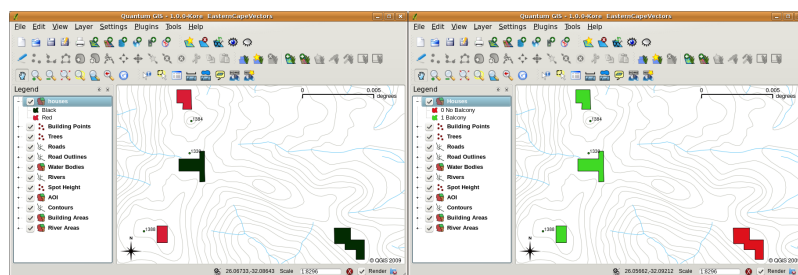 Quantum GIS - 1.0.0-Kore EasternCapeVectors
File Edit View Layer Settings Plugins Tools Help
Legend
houses
Black
Red
Building Points
Trees
Roads
Road Outlines
Water Bodies
Rivers
Spot Height
AOI
Contours
Building Areas
River Areas
0 0.005
degrees
1384
1339
1388
N
© QGIS 2009
26.06733,-32.08643 Scale 1:8296 Render
Quantum GIS - 1.0.0-Kore EasternCapeVectors
File Edit View Layer Settings Plugins Tools Help
Legend
Houses
0 No Balcony
1 Balcony
Building Points
Trees
Roads
Road Outlines
Water Bodies
Rivers
Spot Height
AOI
Contours
Building Areas
River Areas
0 0.005
degrees
1384
1339
1388
N
© QGIS 2009
26.05662,-32.09212 Scale 1:8296 Render